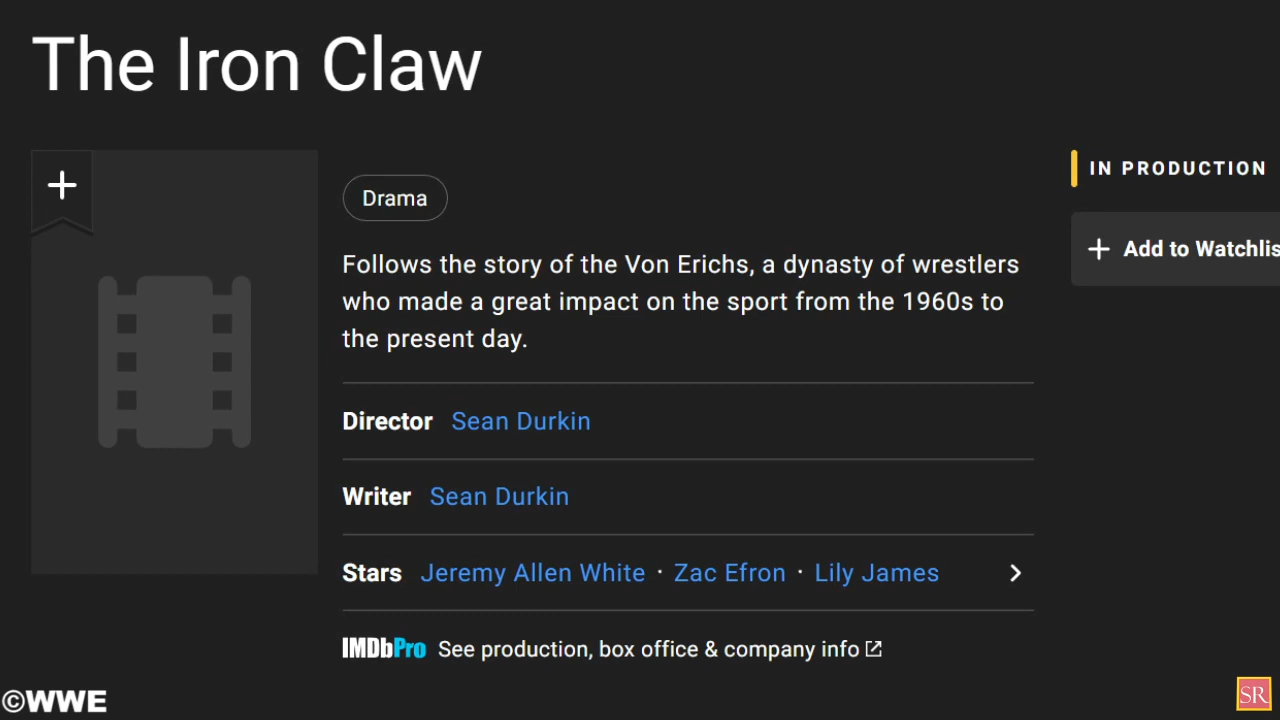 The Iron Claw
IN PRODUCTION
Drama
Add to Watchlis
Follows the story of the Von Erichs, a dynasty of wrestlers
who made a great impact on the sport from the 1960s to
the present day.
Director Sean Durkin
Writer Sean Durkin
Stars Jeremy Allen White · Zac Efron · Lily James
IMDbPro See production, box office & company info
©WWE
SR